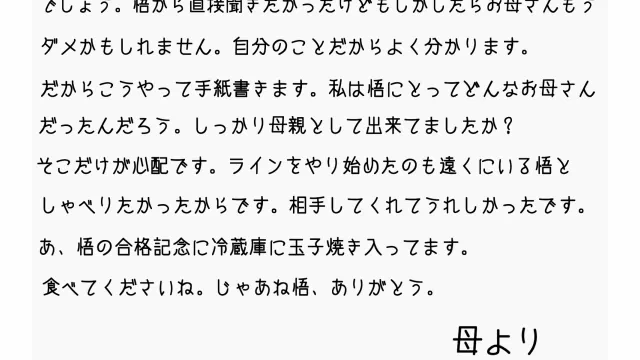 でしょう。悟から直接聞きたかったけどもしかしたらお母さんもう
ダメかもしれません。自分のことだからよく分かります。
だからこうやって手紙書きます。私は悟にとってどんなお母さん
だったんだろう。しっかり母親として出来てましたか？
そこだけが心配です。ラインをやり始めたのも遠くにいる悟と
しゃべりたかったからです。相手してくれてうれしかったです。
あ、悟の合格記念に冷蔵庫に玉子焼き入ってます。
食べてくださいね。じゃあね悟、ありがとう。
母より